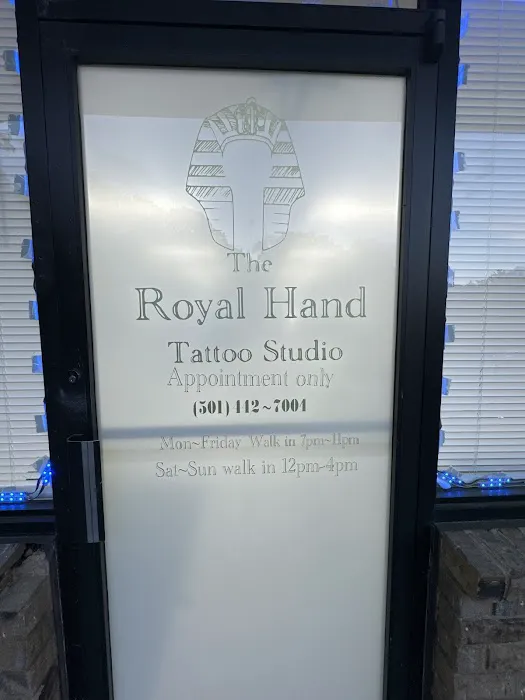 The
Royal Hand
Tattoo Studio
Appointment only
(501) 442~7004
Mon~Friday Walk in 7pm~11pm
Sat~Sun walk in 12pm-4pm